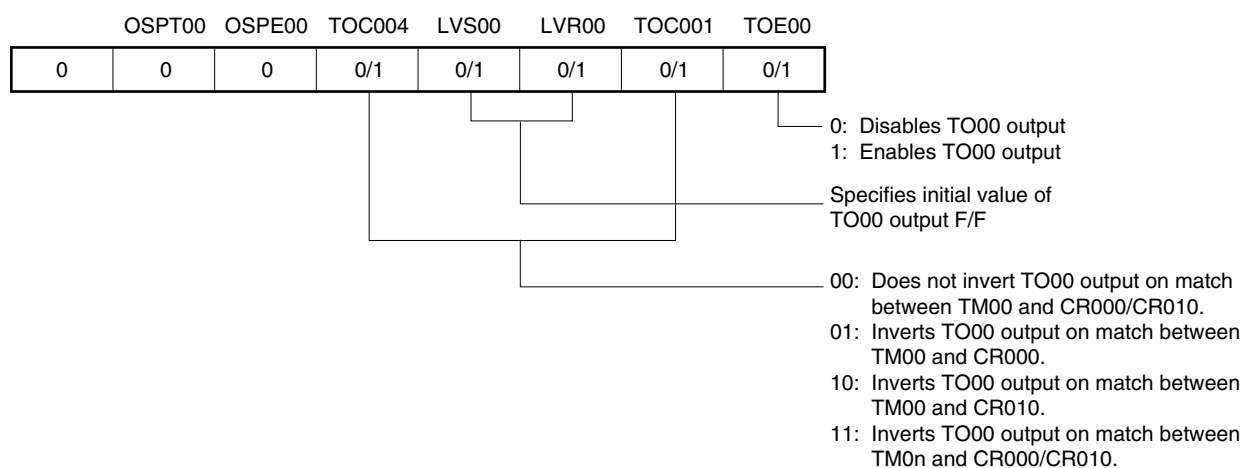 OSPT00 OSPE00 TOC004 LVS00 LVR00 TOC001 TOE00
0 0 0 0/1 0/1 0/1 0/1 0/1
0: Disables TO00 output
1: Enables TO00 output
Specifies initial value of
TO00 output F/F
00: Does not invert TO00 output on match
between TM00 and CR000/CR010.
01: Inverts TO00 output on match between
TM00 and CR000.
10: Inverts TO00 output on match between
TM00 and CR010.
11: Inverts TO00 output on match between
TM0n and CR000/CR010.